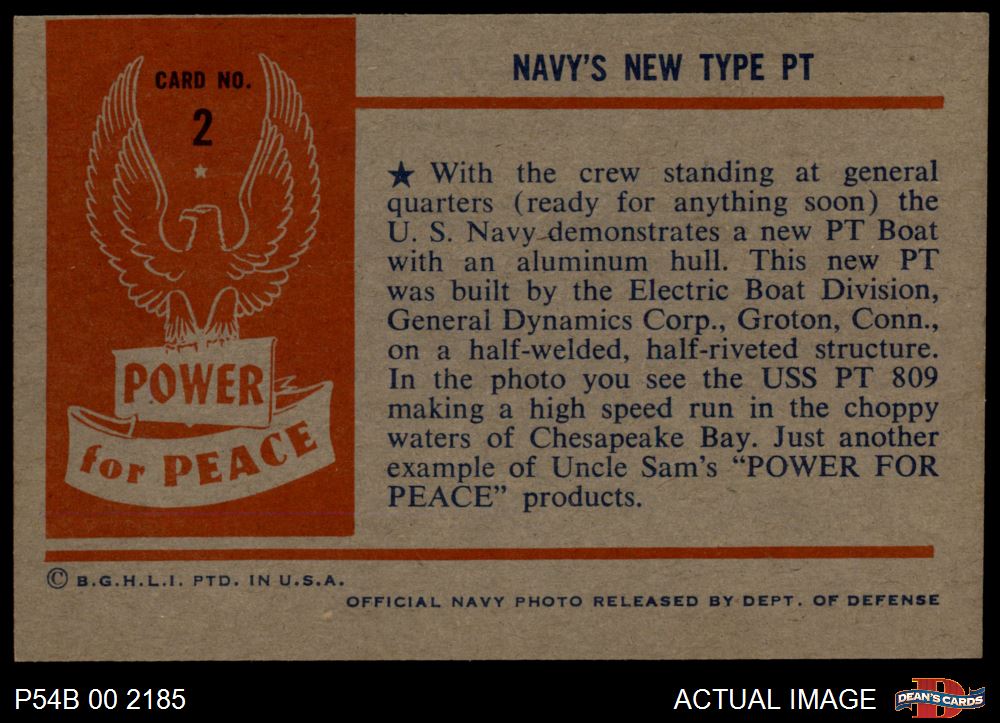 CARD NO.
2
POWER
for PEACE
NAVY'S NEW TYPE PT
★ With the crew standing at general
quarters (ready for anything soon) the
U. S. Navy demonstrates a new PT Boat
with an aluminum hull. This new PT
was built by the Electric Boat Division,
General Dynamics Corp., Groton, Conn.,
on a half-welded, half-riveted structure.
In the photo you see the USS PT 809
making a high speed run in the choppy
waters of Chesapeake Bay. Just another
example of Uncle Sam's "POWER FOR
PEACE" products.
© B.G.H.L.I. PTD. IN U.S.A.
OFFICIAL NAVY PHOTO RELEASED BY DEPT. OF DEFENSE
P54B 00 2185
ACTUAL IMAGE
DEAN'S CARDS